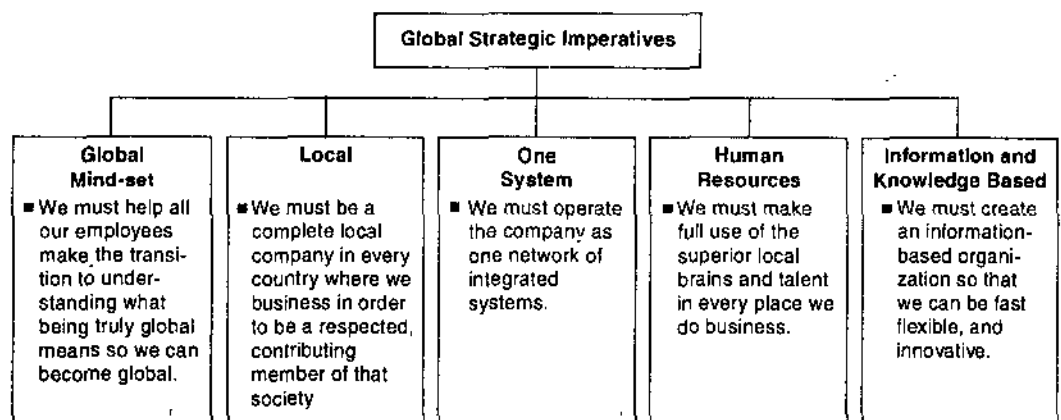 Global Strategic Imperatives
Global
Mind-set
■ We must help all
our employees
make the transi-
tion to under-
standing what
being truly global
means so we can
become global.
Local
■ We must be a
complete local
company in every
country where we
business in order
to be a respected,
contributing
member of that
society
One
System
■ We must operate
the company as
one network of
integrated
systems.
Human
Resources
■ We must make
full use of the
superior local
brains and talent
in every place we
do business.
Information and
Knowledge Based
■ We must create
an information-
based organi-
zation so that
we can be fast
flexible, and
innovative.